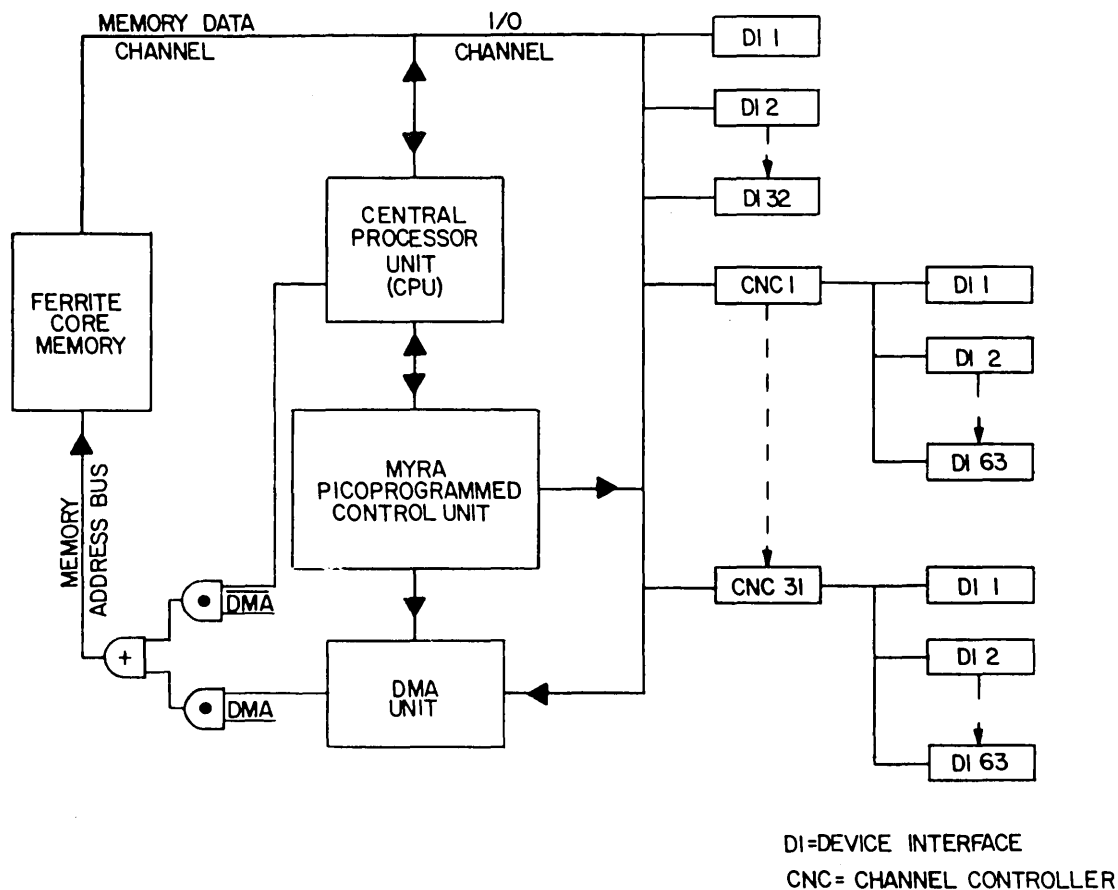 MEMORY DATA
CHANNEL
I/O
CHANNEL
DI 1
DI 2
DI 32
CENTRAL
PROCESSOR
UNIT
(CPU)
FERRITE
CORE
MEMORY
CNC 1
DI 1
DI 2
DI 63
MYRA
PICOPROGRAMMED
CONTROL UNIT
MEMORY
ADDRESS BUS
DMA
+
DMA
DMA
UNIT
CNC 31
DI 1
DI 2
DI 63
DI=DEVICE INTERFACE
CNC= CHANNEL CONTROLLER